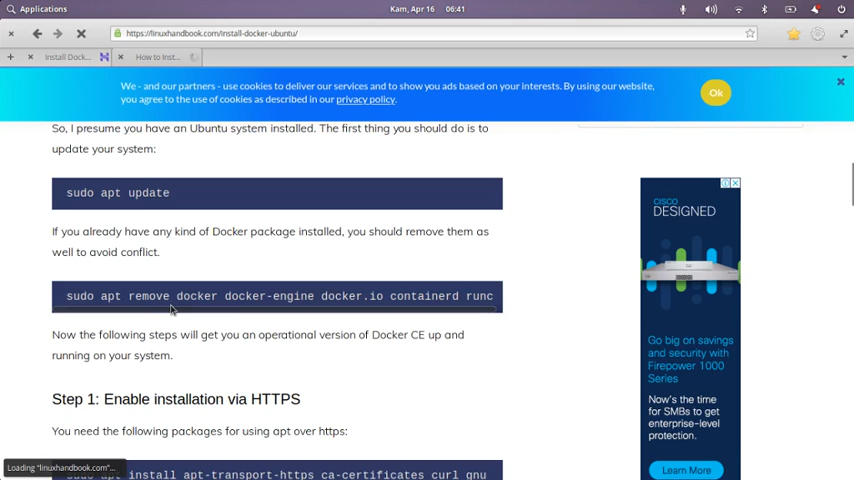 Applications
Kam, Apr 16 06:41
https://linuxhandbook.com/install-docker-ubuntu/
Install Dock...
How to Inst...
We - and our partners - use cookies to deliver our services and to show you ads based on your interests. By using our website,
you agree to the use of cookies as described in our privacy policy.
Ok
So, I presume you have an Ubuntu system installed. The first thing you should do is to
update your system:
sudo apt update
If you already have any kind of Docker package installed, you should remove them as
well to avoid conflict.
sudo apt remove docker docker-engine docker.io containerd runc
Now the following steps will get you an operational version of Docker CE up and
running on your system.
Step 1: Enable installation via HTTPS
You need the following packages for using apt over https:
sudo apt install apt-transport-https ca-certificates curl gnu
Loading "linuxhandbook.com"...
CISCO
DESIGNED
Go big on savings
and security with
Firepower 1000
Series
Now's the time
for SMBs to get
enterprise-level
protection.
Learn More